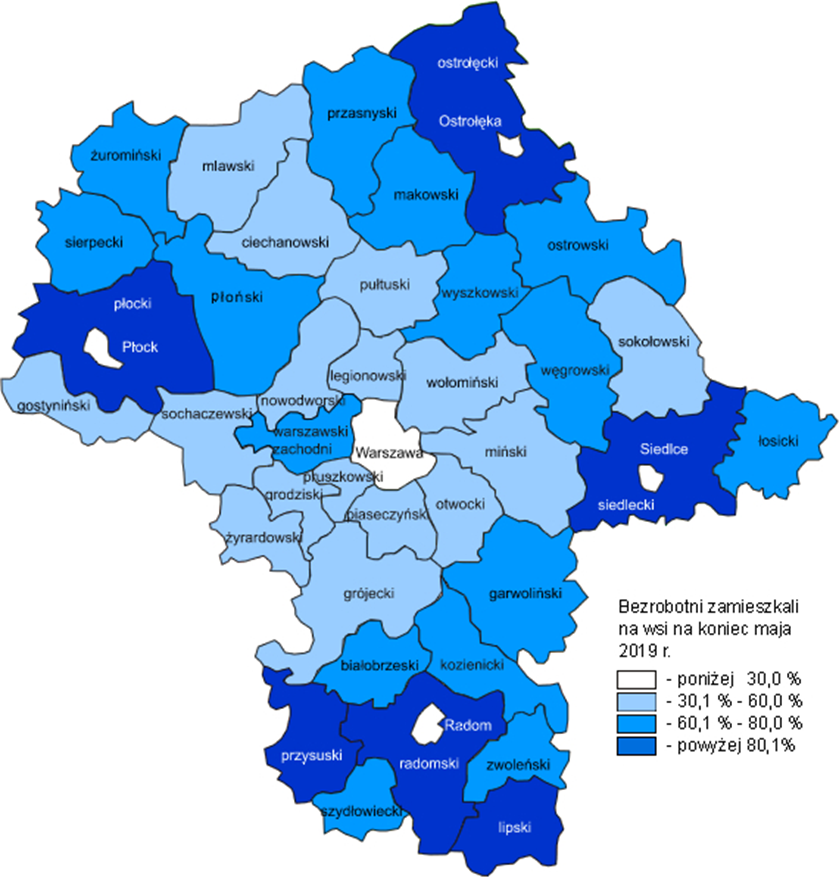 ostrołęcki
Ostrołęka
przasnyski
żuromiński
mlawski
makowski
sierpecki
ciechanowski
ostrowski
pułtuski
wyszkowski
płocki
płoński
Płock
sokołowski
legionowski
wołomiński
węgrowski
gostyniński
nowodworski
sochaczewski
warszawski
zachodni
Warszawa
miński
Siedlce
łosicki
pruszkowski
grodziski
siedlecki
piaseczyński
otwocki
żyrardowski
grójecki
garwoliński
białobrzeski
kozienicki
Radom
przysuski
radomski
zwoleński
szydłowiecki
lipski
Bezrobotni zamieszkali
na wsi na koniec maja
2019 r.
- poniżej 30,0 %
- 30,1 % - 60,0 %
- 60,1 % - 80,0 %
- powyżej 80,1%